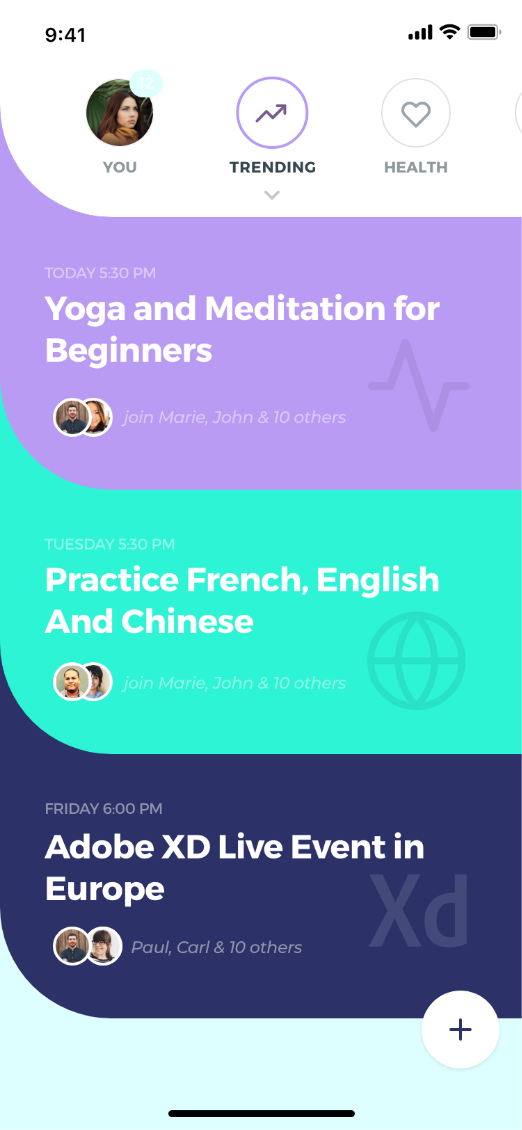 9:41
12
YOU
TRENDING
HEALTH
TODAY 5:30 PM
Yoga and Meditation for
Beginners
join Marie, John & 10 others
TUESDAY 5:30 PM
Practice French, English
And Chinese
join Marie, John & 10 others
FRIDAY 6:00 PM
Adobe XD Live Event in
Europe
Xd
Paul, Carl & 10 others